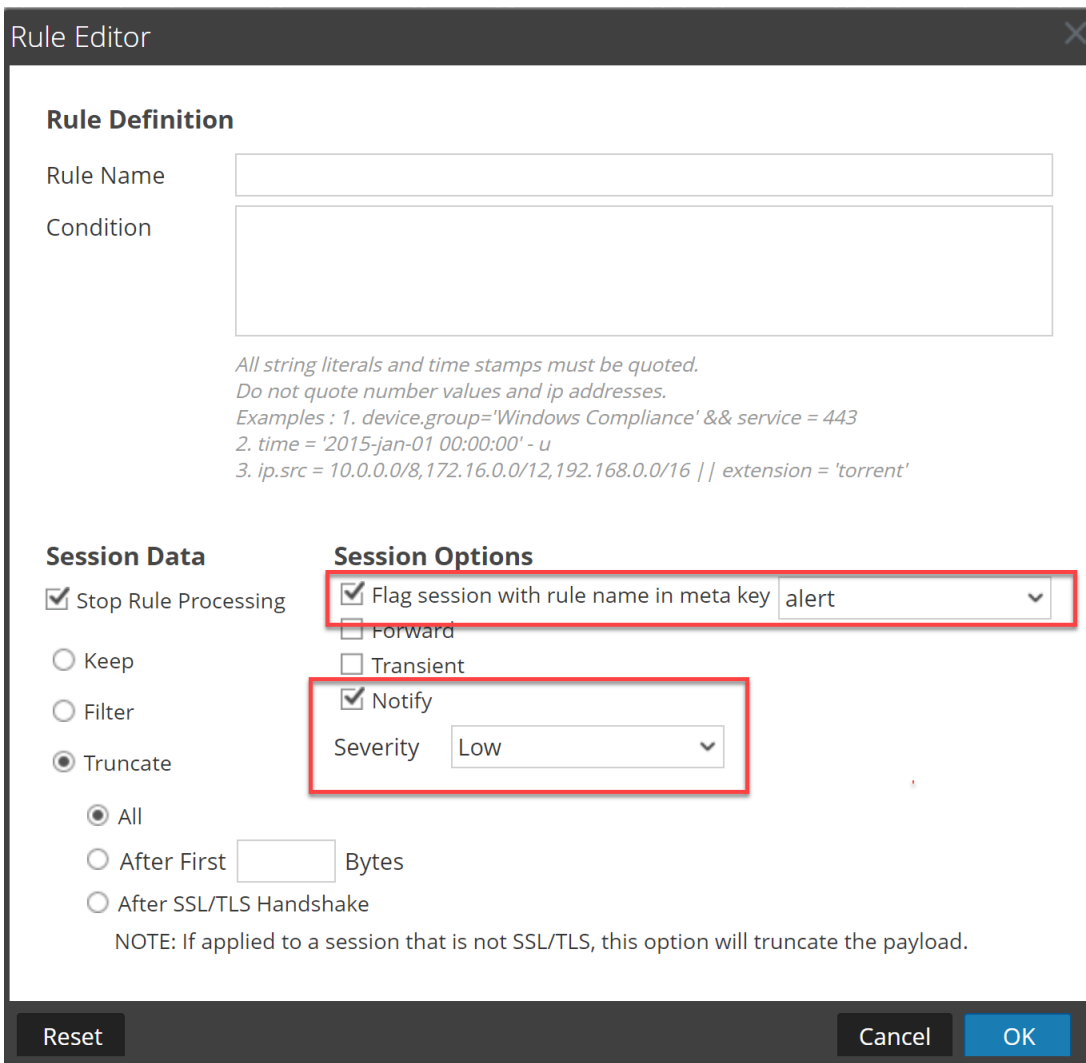 Rule Editor
Rule Definition
Rule Name
Condition
All string literals and time stamps must be quoted.
Do not quote number values and ip addresses.
Examples : 1. device.group='Windows Compliance' && service = 443
2. time = '2015-jan-01 00:00:00' - u
3. ip.src = 10.0.0.0/8,172.16.0.0/12,192.168.0.0/16 || extension = 'torrent'
Session Data
Stop Rule Processing
Keep
Filter
Truncate
All
After First Bytes
After SSL/TLS Handshake
NOTE: If applied to a session that is not SSL/TLS, this option will truncate the payload.
Session Options
Flag session with rule name in meta key alert
Forward
Transient
Notify
Severity Low
Reset Cancel OK